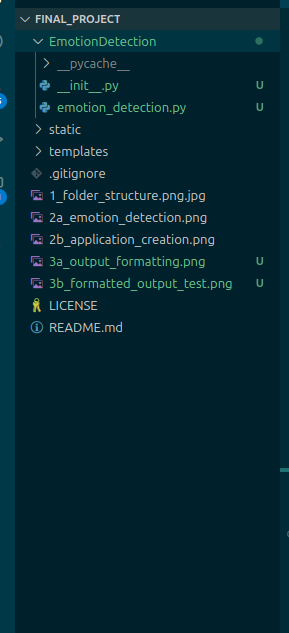 FINAL_PROJECT
EmotionDetection
__pycache__
__init__.py U
emotion_detection.py U
static
templates
.gitignore
1_folder_structure.png.jpg
2a_emotion_detection.png
2b_application_creation.png
3a_output_formatting.png U
3b_formatted_output_test.png U
LICENSE
README.md